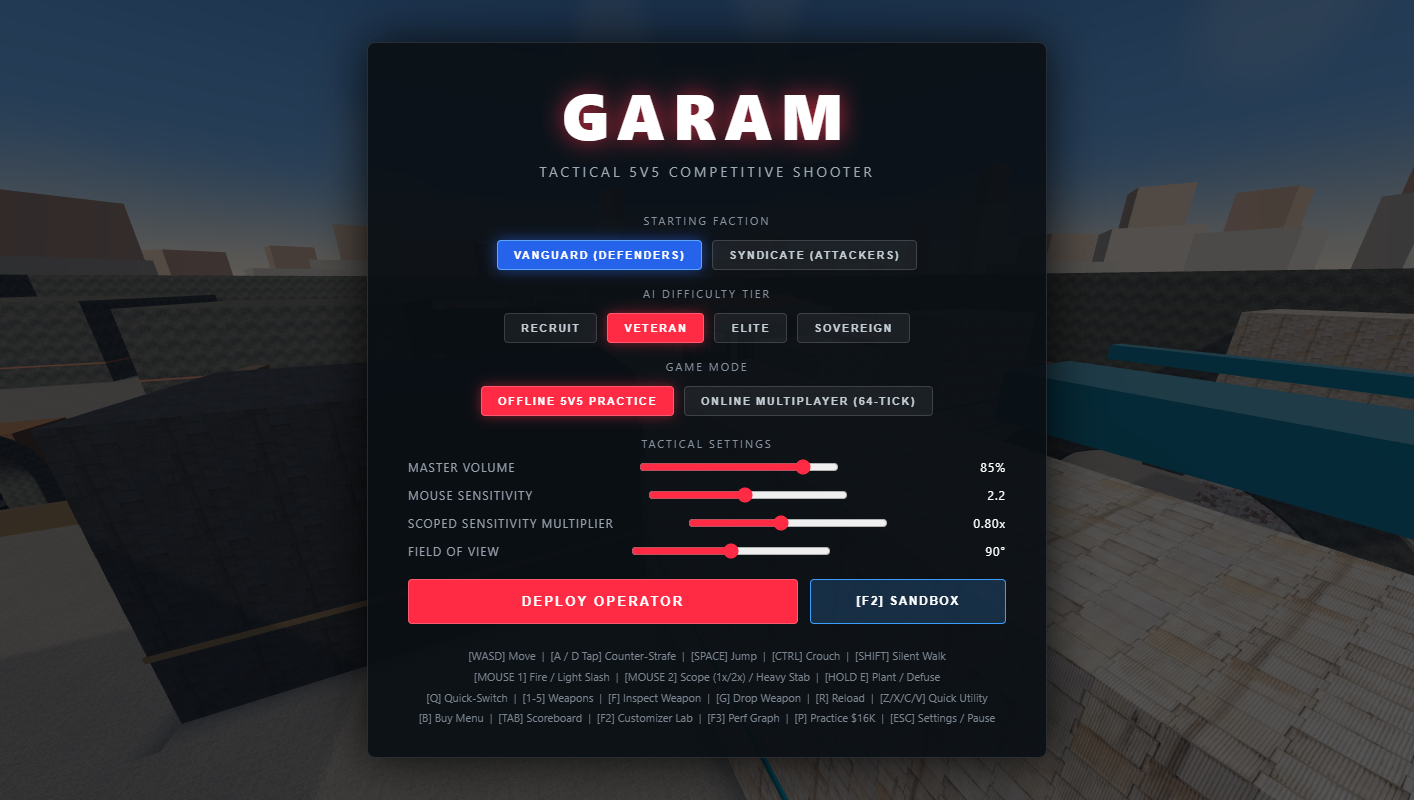 GARAM
TACTICAL 5V5 COMPETITIVE SHOOTER
STARTING FACTION
VANGUARD (DEFENDERS) SYNDICATE (ATTACKERS)
AI DIFFICULTY TIER
RECRUIT VETERAN ELITE SOVEREIGN
GAME MODE
OFFLINE 5V5 PRACTICE ONLINE MULTIPLAYER (64-TICK)
TACTICAL SETTINGS
MASTER VOLUME 85%
MOUSE SENSITIVITY 2.2
SCOPED SENSITIVITY MULTIPLIER 0.80x
FIELD OF VIEW 90°
DEPLOY OPERATOR [F2] SANDBOX
[WASD] Move | [A / D Tap] Counter-Strafe | [SPACE] Jump | [CTRL] Crouch | [SHIFT] Silent Walk
[MOUSE 1] Fire / Light Slash | [MOUSE 2] Scope (1x/2x) / Heavy Stab | [HOLD E] Plant / Defuse
[Q] Quick-Switch | [1-5] Weapons | [F] Inspect Weapon | [G] Drop Weapon | [R] Reload | [Z/X/C/V] Quick Utility
[B] Buy Menu | [TAB] Scoreboard | [F2] Customizer Lab | [F3] Perf Graph | [P] Practice $16K | [ESC] Settings / Pause